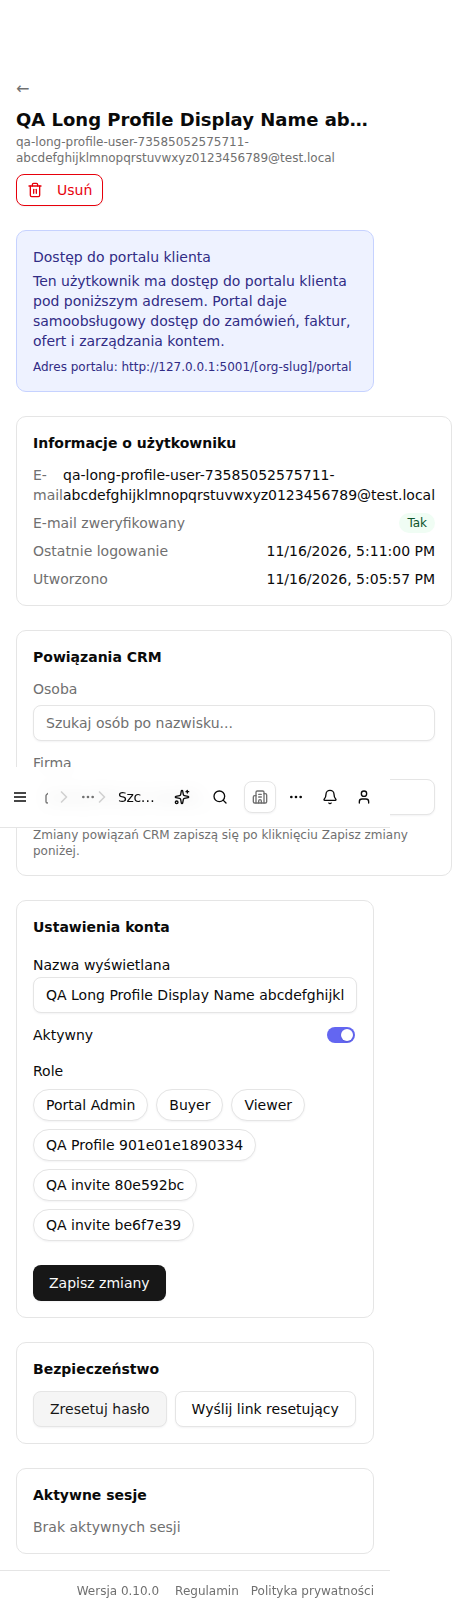 ←
QA Long Profile Display Name ab...
qa-long-profile-user-73585052575711-
abcdefghijklmnopqrstuvwxyz0123456789@test.local
Usuń
Dostęp do portalu klienta
Ten użytkownik ma dostęp do portalu klienta
pod poniższym adresem. Portal daje
samoobsługowy dostęp do zamówień, faktur,
ofert i zarządzania kontem.
Adres portalu: http://127.0.0.1:5001/[org-slug]/portal
Informacje o użytkowniku
E- qa-long-profile-user-73585052575711-
mail abcdefghijklmnopqrstuvwxyz0123456789@test.local
E-mail zweryfikowany Tak
Ostatnie logowanie 11/16/2026, 5:11:00 PM
Utworzono 11/16/2026, 5:05:57 PM
Powiązania CRM
Osoba
Szukaj osób po nazwisku...
Firma
Szc...
Zmiany powiązań CRM zapiszą się po kliknięciu Zapisz zmiany
poniżej.
Ustawienia konta
Nazwa wyświetlana
QA Long Profile Display Name abcdefghijkl
Aktywny
Role
Portal Admin Buyer Viewer
QA Profile 901e01e1890334
QA invite 80e592bc
QA invite be6f7e39
Zapisz zmiany
Bezpieczeństwo
Zresetuj hasło Wyślij link resetujący
Aktywne sesje
Brak aktywnych sesji
Wersja 0.10.0 Regulamin Polityka prywatności